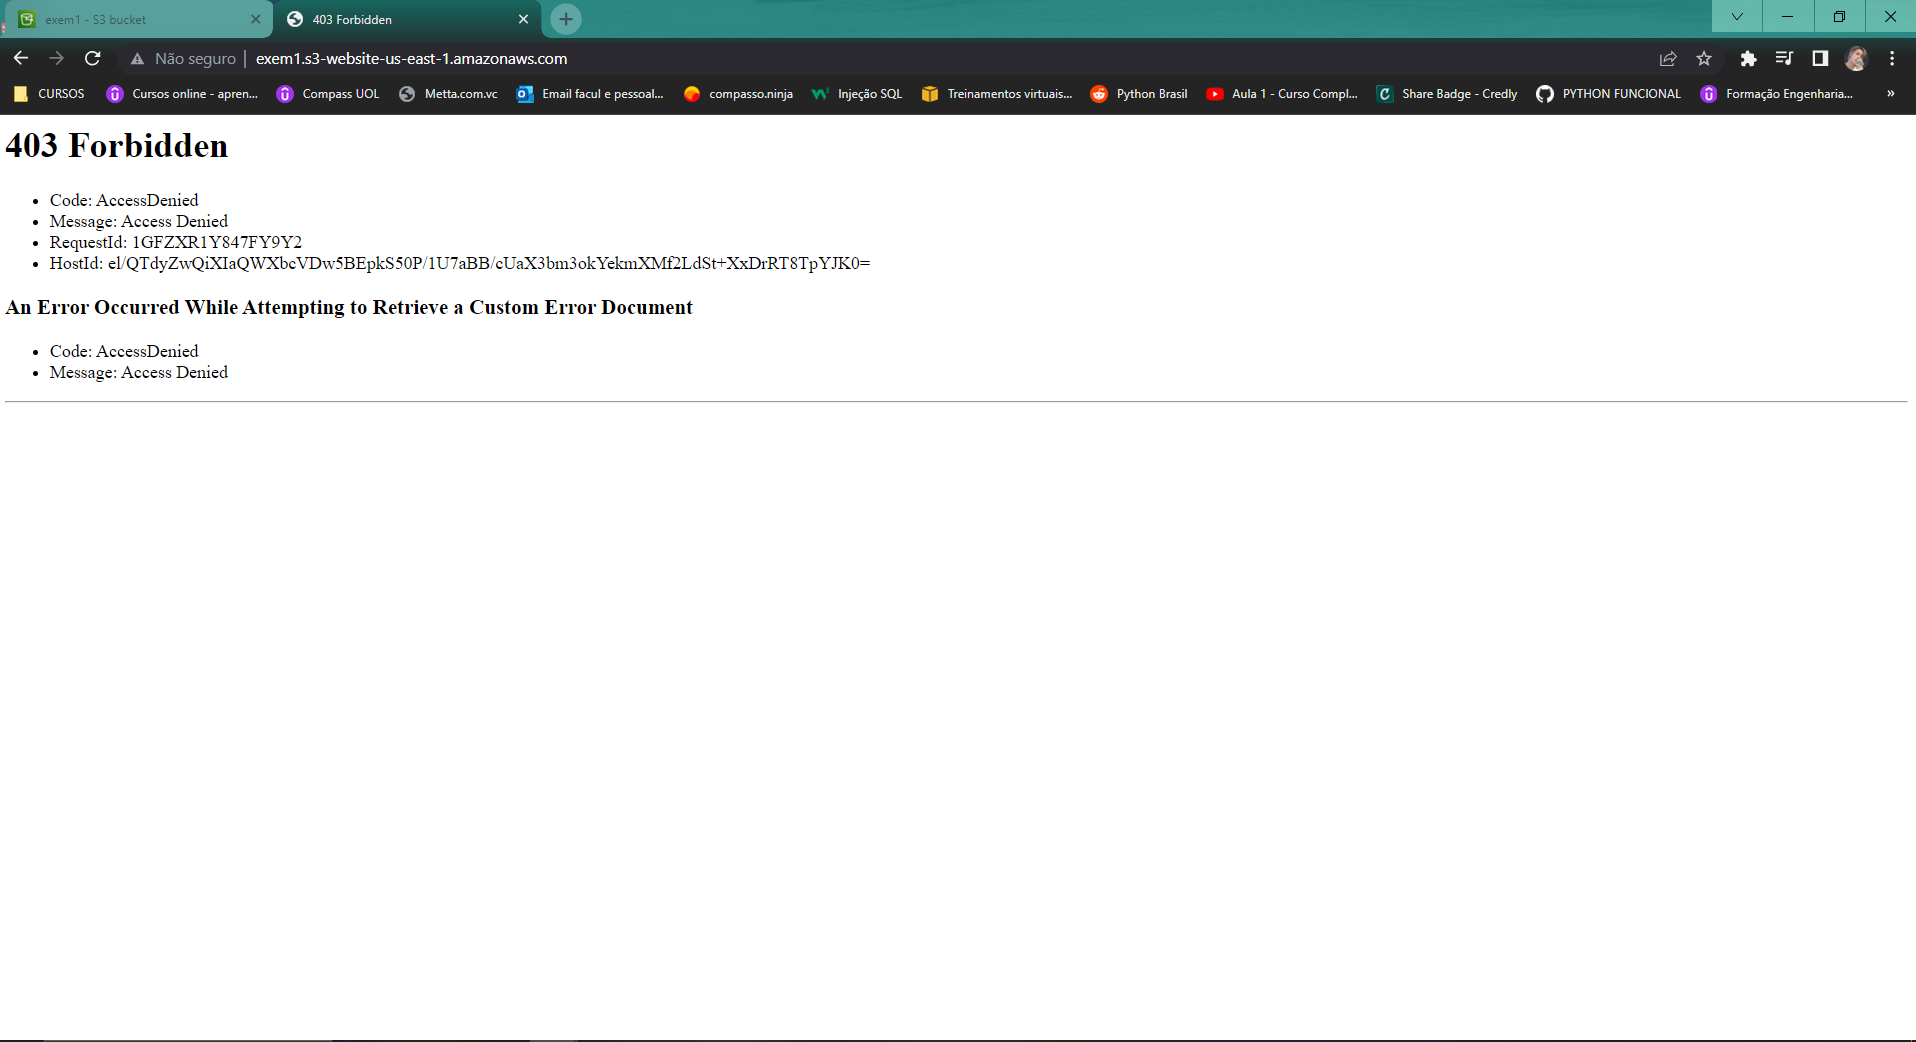 exem1 - S3 bucket
403 Forbidden
Não seguro | exem1.s3-website-us-east-1.amazonaws.com
CURSOS Cursos online - apren... Compass UOL Metta.com.vc Email facul e pessoal... compasso.ninja Injeção SQL Treinamentos virtuais... Python Brasil Aula 1 - Curso Compl... Share Badge - Credly PYTHON FUNCIONAL Formação Engenharia... »
403 Forbidden
• Code: AccessDenied
• Message: Access Denied
• RequestId: 1GFZXR1Y847FY9Y2
• HostId: el/QTdyZwQiXIaQWXbcVDw5BEpkS50P/1U7aBB/cUaX3bm3okYekmXMf2LdSt+XxDrRT8TpYJK0=
An Error Occurred While Attempting to Retrieve a Custom Error Document
• Code: AccessDenied
• Message: Access Denied